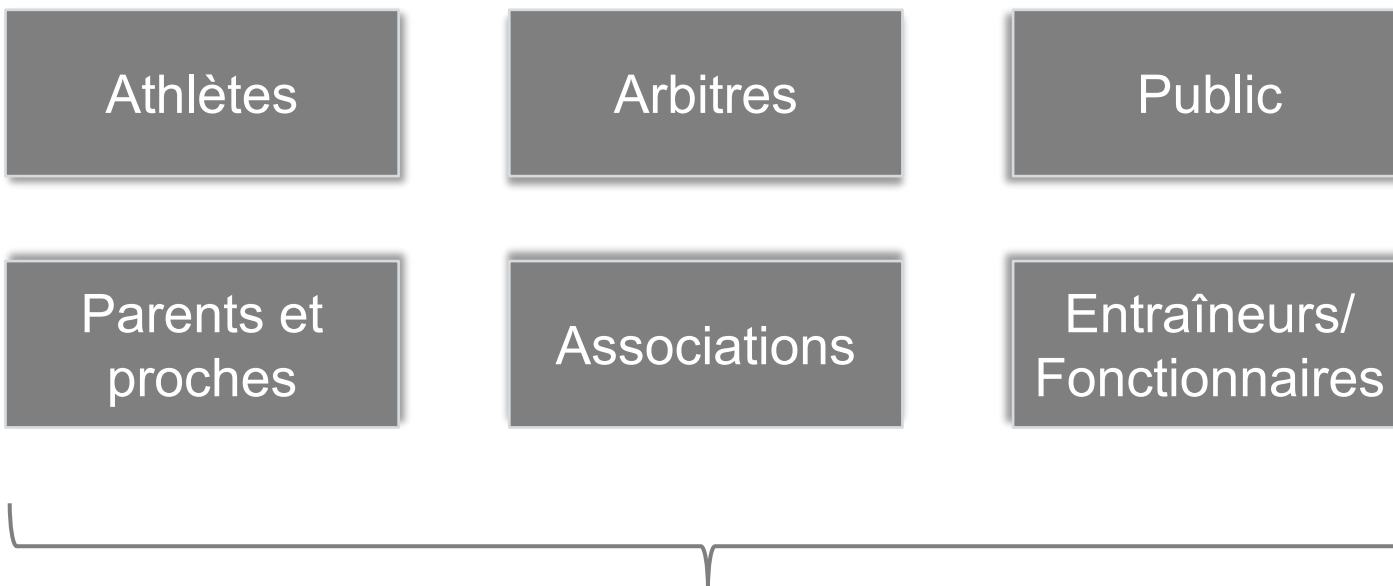 Athlètes
Arbitres
Public
Parents et
proches
Associations
Entraîneurs/
Fonctionnaires